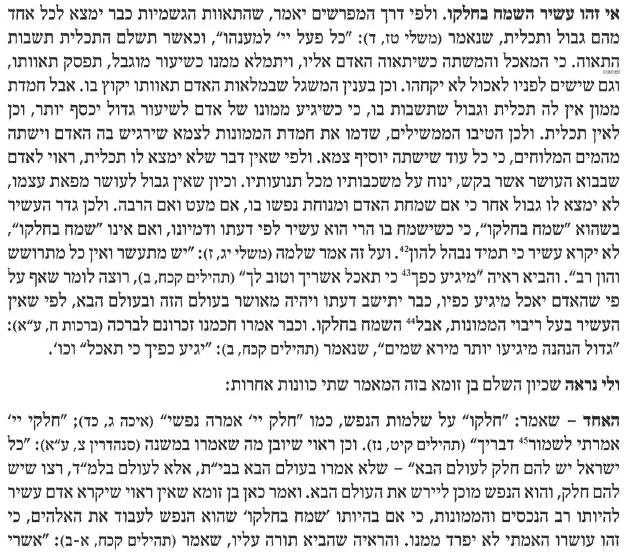 אי זהו עשיר השמח בחלקו. ולפי דרך המפרשים יאמר, שהתאוות הגשמיות כבר ימצא לכל אחד
מהם גבול ותכלית, שנאמר (משלי טז, ד): "כל פעל יי' למענהו", וכאשר תשלם התכלית תשבות
התאוה. כי המאכל והמשתה כשיתאוה האדם אליו, ויתמלא ממנו כשיעור מוגבל, תפסק תאוותו,
וגם שישים לפניו לאכול לא יקחהו. וכן בענין המשגל שבמלאות האדם תאוותו יקוץ בו. אבל חמדת
ממון אין לה תכלית וגבול שתשבות בו, כי כשיגיע ממונו של אדם לשיעור גדול יכסף יותר, וכן
לאין תכלית. ולכן הטיבו הממשילים, שדמו את חמדת הממונות לצמא שירגיש בה האדם וישתה
מהמים המלוחים, כי כל עוד שישתה יוסיף צמא. ולפי שאין דבר שלא ימצא לו תכלית, ראוי לאדם
שבבוא העושר אשר בקש, ינוח על משכבותיו מכל תנועותיו. וכיון שאין גבול לעושר מפאת עצמו,
לא ימצא לו גבול אחר כי אם שמחת האדם ומנוחת נפשו בו, אם מעט ואם הרבה. ולכן גדר העשיר
בשהוא "שמח בחלקו", כי כשישמח בו הרי הוא עשיר לפי דעתו ודמיונו, ואם אינו "שמח בחלקו",
לא יקרא עשיר כי תמיד נבהל להון42. ועל זה אמר שלמה (משלי יג, ז): "יש מתעשר ואין כל מתרושש
והון רב". והביא ראיה "מיגיע כפך43 כי תאכל אשריך וטוב לך" (תהילים קכח, ב), רוצה לומר שאף על
פי שהאדם יאכל מיגיע כפיו, כבר יתישב דעתו ויהיה מאושר בעולם הזה ובעולם הבא, לפי שאין
העשיר בעל ריבוי הממונות, אבל44 השמח בחלקו. וכבר אמרו חכמנו זכרונם לברכה (ברכות ח, ע"א):
"גדול הנהנה מיגיעו יותר מירא שמים", שנאמר (תהילים קכח, ב): "יגיע כפיך כי תאכל" וכו'.
ולי נראה שכיון השלם בן זומא בזה המאמר שתי כוונות אחרות:
האחד – שאמר: "חלקו" על שלמות הנפש, כמו "חלק יי' אמרה נפשי" (איכה ג, כד); "חלקי יי'
אמרתי לשמור45 דבריך" (תהילים קיט, נז). וכן ראוי שיובן מה שאמרו במשנה (סנהדרין צ, ע"א): "כל
ישראל יש להם חלק לעולם הבא" – שלא אמרו בעולם הבא בבי"ת, אלא לעולם בלמ"ד, רצו שיש
להם חלק, והוא הנפש מוכן ליירש את העולם הבא. ואמר כאן בן זומא שאין ראוי שיקרא אדם עשיר
להיותו רב הנכסים והממונות, כי אם בהיותו 'שמח בחלקו' שהוא הנפש לעבוד את האלהים, כי
זהו עושרו האמתי לא יפרד ממנו. והראיה שהביא תורה עליו, שנאמר (תהילים קכח, א-ב): "אשרי